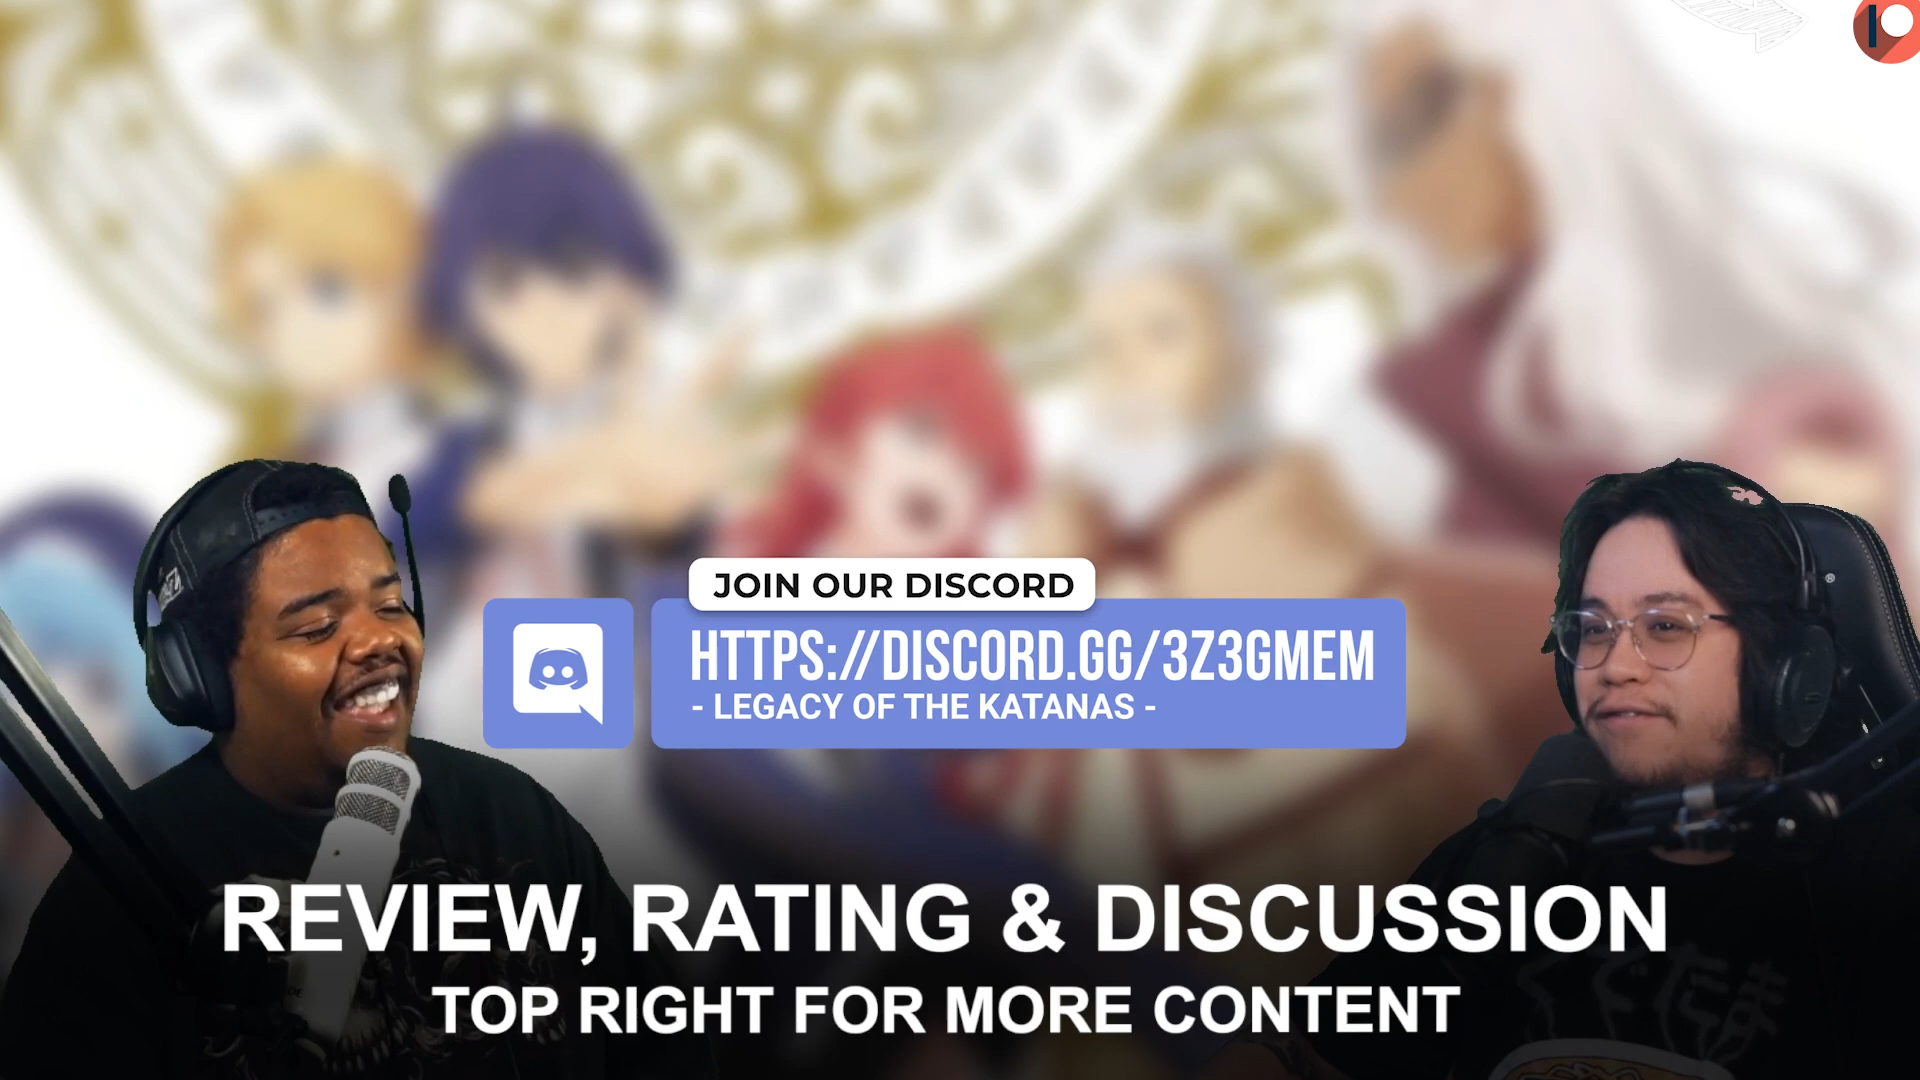 JOIN OUR DISCORD
HTTPS://DISCORD.GG/3Z3GMEM
- LEGACY OF THE KATANAS -
REVIEW, RATING & DISCUSSION
TOP RIGHT FOR MORE CONTENT